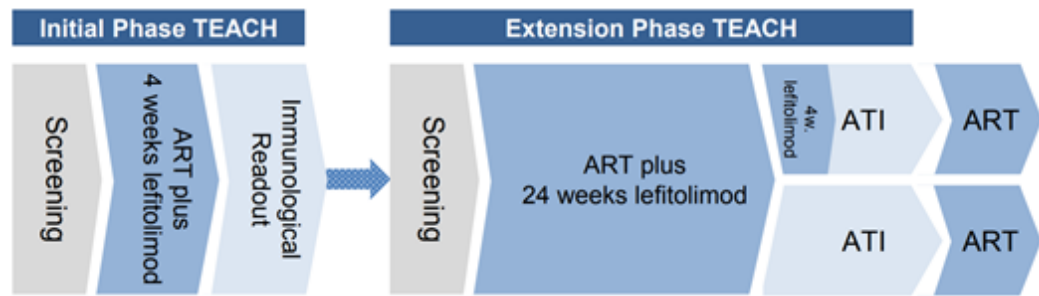 Initial Phase TEACH
Extension Phase TEACH
Screening
ART plus
4 weeks lefitolimod
Immunological
Readout
Screening
ART plus
24 weeks lefitolimod
4w.
lefitolimod
ATI
ART
ATI
ART